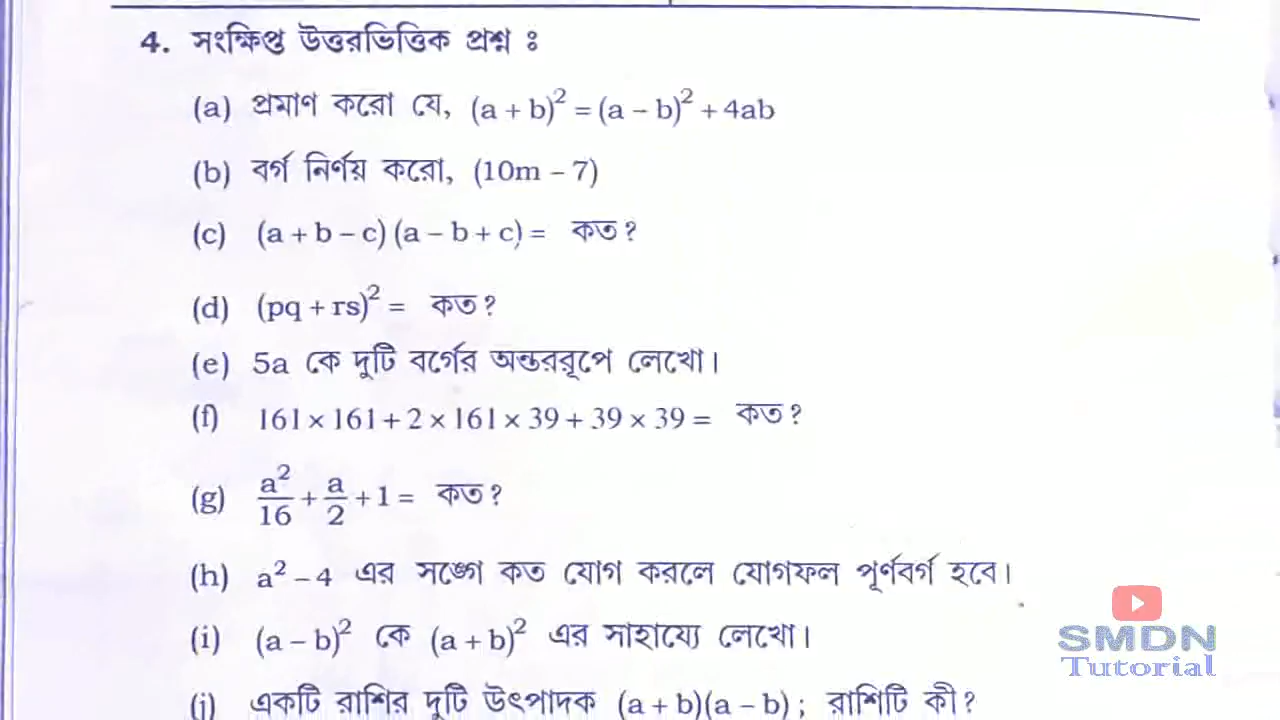 4. সংক্ষিপ্ত উত্তরভিত্তিক প্রশ্ন ঃ
(a) প্রমাণ করো যে, (a + b)² = (a – b)² + 4ab
(b) বর্গ নির্ণয় করো, (10m – 7)
(c) (a + b – c) (a – b + c) = কত?
(d) (pq + rs)² = কত?
(e) 5a কে দুটি বর্গের অন্তররূপে লেখো।
(f) 161 × 161 + 2 × 161 × 39 + 39 × 39 = কত?
(g) a²/16 + a/2 + 1 = কত?
(h) a² – 4 এর সঙ্গে কত যোগ করলে যোগফল পূর্ণবর্গ হবে।
(i) (a – b)² কে (a + b)² এর সাহায্যে লেখো।
(j) একটি রাশির দুটি উৎপাদক (a + b)(a – b) ; রাশিটি কী?
SMDN
Tutorial